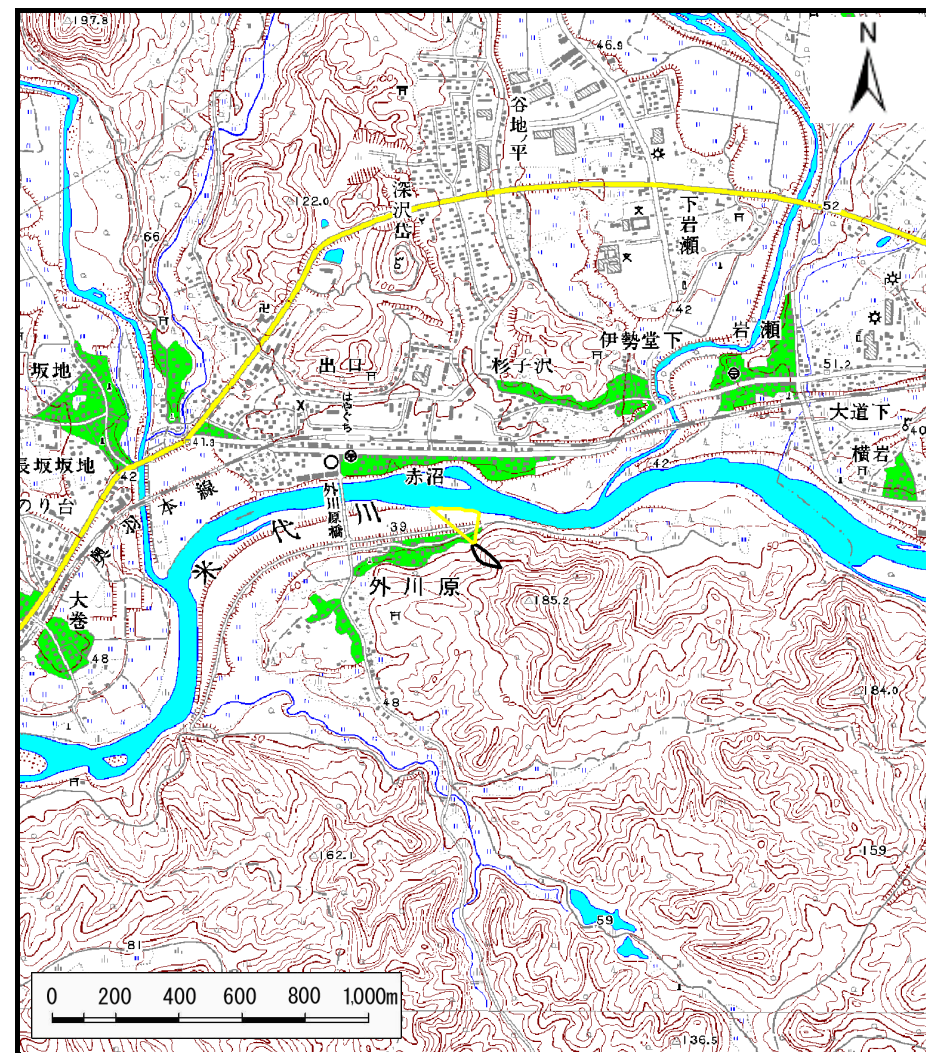 197.8
N
46.9
谷地ノ平
深沢岱
122.0
下岩瀬
52
66
42
伊勢堂下
岩瀬
出口
杉子沢
51.2
坂地
はやぐち
大道下
40
41.3
横岩
長坂坂地
42
42
赤沼
のり台
奥羽本線
外川原橋
米代川
39
外川原
大巻
185.2
48
184.0
48
162.1
159
59
81
0 200 400 600 800 1,000m
136.5